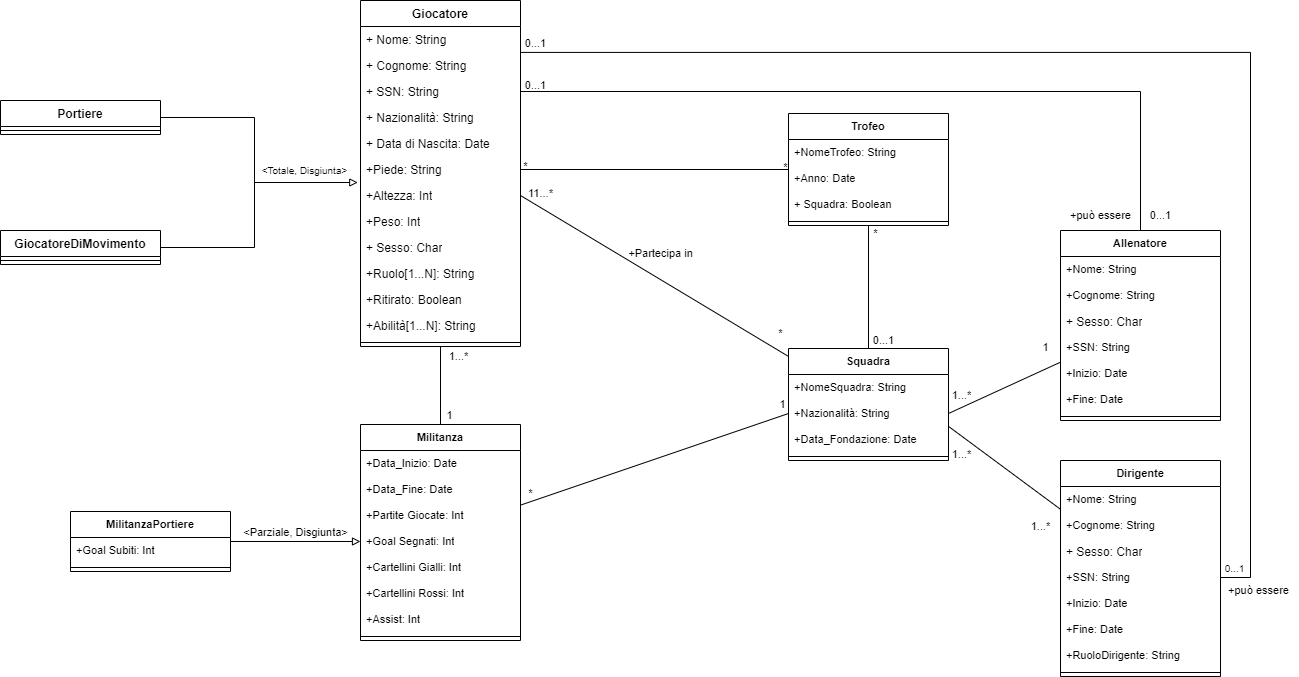 Giocatore
+ Nome: String
+ Cognome: String
+ SSN: String
+ Nazionalità: String
+ Data di Nascita: Date
+Piede: String
+Altezza: Int
+Peso: Int
+ Sesso: Char
+Ruolo[1...N]: String
+Ritirato: Boolean
+Abilità[1...N]: String
0...1
0...1
*
11...*
1...*
Portiere
GiocatoreDiMovimento
<Totale, Disgiunta>
+Partecipa in
*
Trofeo
+NomeTrofeo: String
+Anno: Date
+ Squadra: Boolean
*
0...1
*
Squadra
+NomeSquadra: String
+Nazionalità: String
+Data_Fondazione: Date
1
1...*
1...*
+può essere
0...1
Allenatore
+Nome: String
+Cognome: String
+ Sesso: Char
+SSN: String
+Inizio: Date
+Fine: Date
1
1
Militanza
+Data_Inizio: Date
+Data_Fine: Date
+Partite Giocate: Int
+Goal Segnati: Int
+Cartellini Gialli: Int
+Cartellini Rossi: Int
+Assist: Int
*
MilitanzaPortiere
+Goal Subiti: Int
<Parziale, Disgiunta>
Dirigente
+Nome: String
+Cognome: String
+ Sesso: Char
+SSN: String
+Inizio: Date
+Fine: Date
+RuoloDirigente: String
1...*
0...1
+può essere